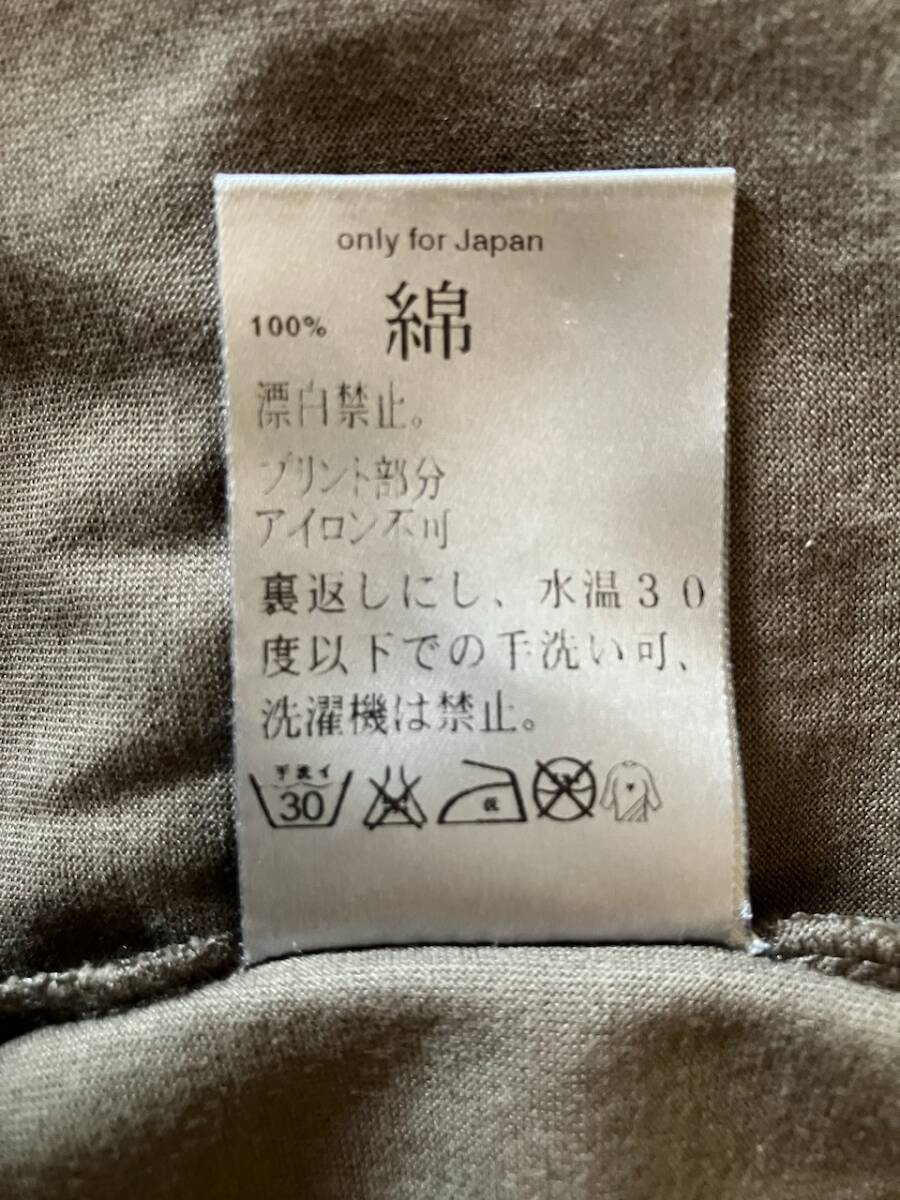 only for Japan
100% 綿
漂白禁止。
プリント部分
アイロン不可
裏返しにし、水温30
度以下での手洗い可、
洗濯機は禁止。
手洗イ
30 低